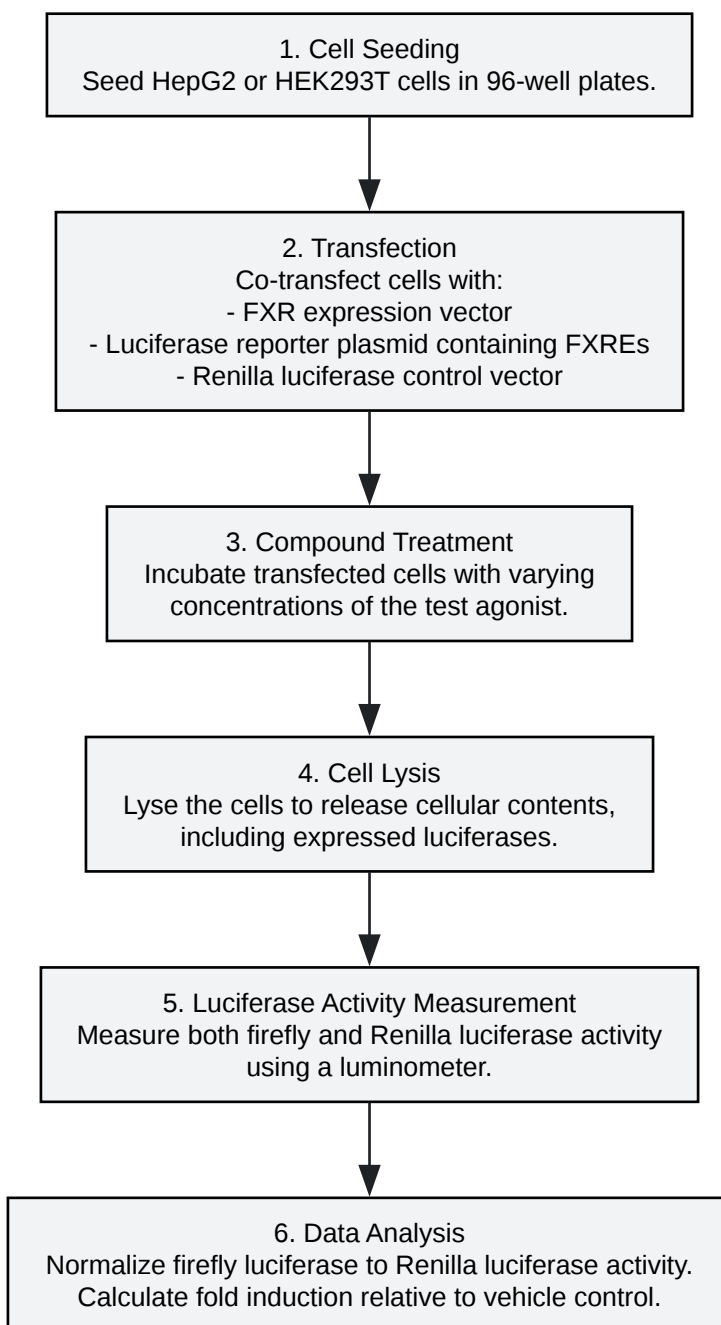 1. Cell Seeding
Seed HepG2 or HEK293T cells in 96-well plates.
2. Transfection
Co-transfect cells with:
- FXR expression vector
- Luciferase reporter plasmid containing FXREs
- Renilla luciferase control vector
3. Compound Treatment
Incubate transfected cells with varying
concentrations of the test agonist.
4. Cell Lysis
Lyse the cells to release cellular contents,
including expressed luciferases.
5. Luciferase Activity Measurement
Measure both firefly and Renilla luciferase activity
using a luminometer.
6. Data Analysis
Normalize firefly luciferase to Renilla luciferase activity.
Calculate fold induction relative to vehicle control.